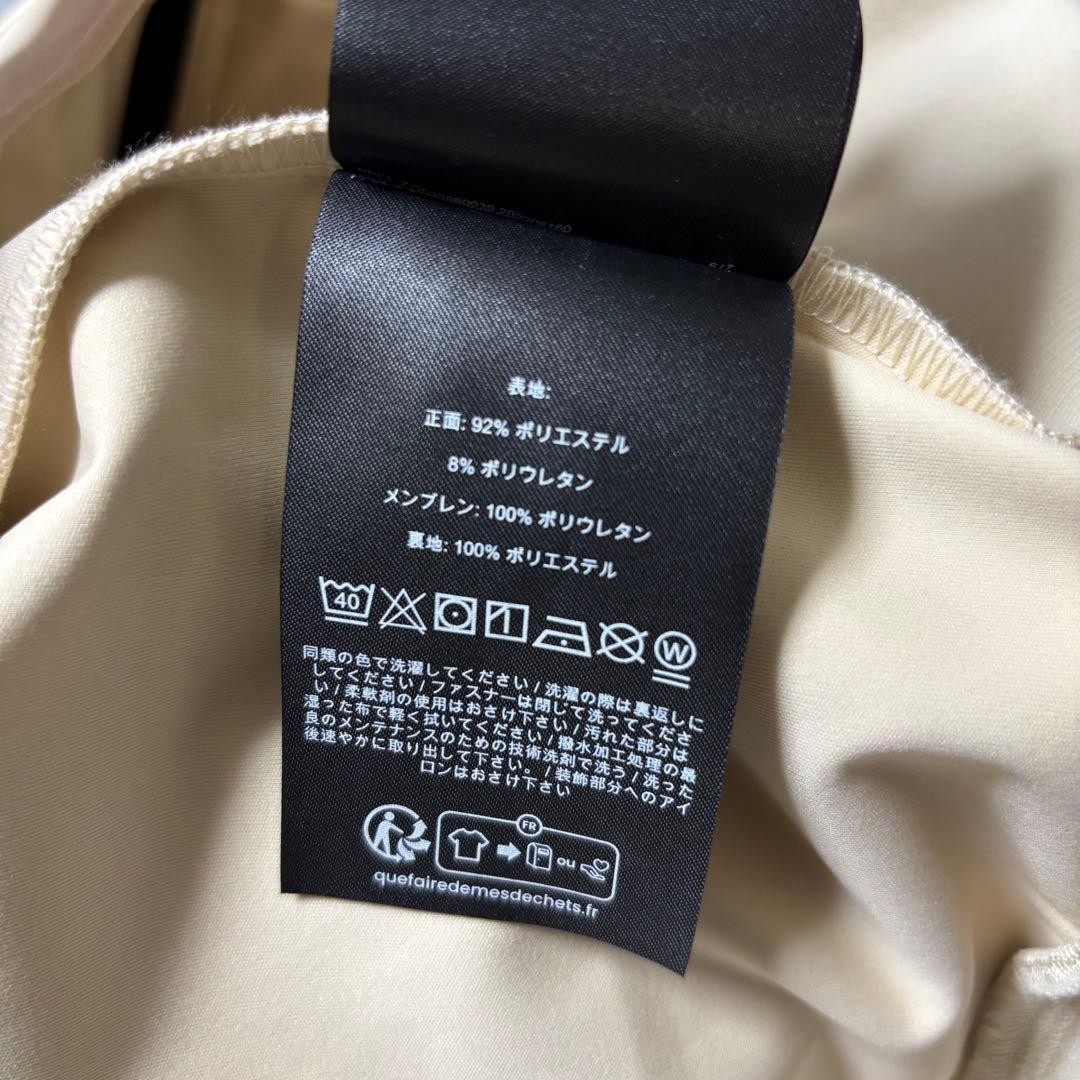 表地:
正面: 92% ポリエステル
8% ポリウレタン
メンブレン: 100% ポリウレタン
裏地: 100% ポリエステル
40
W
同類の色で洗濯してください/洗濯の際は裏返しに
してください/ファスナーは閉じて洗ってくださ
い/柔軟剤の使用はおさけ下さい/汚れた部分は
湿った布で軽く拭いてください/撥水加工処理の最
良のメンテナンスのための技術洗剤で洗う/洗った
後速やかに取り出して下さい。/装飾部分へのアイ
ロンはおさけ下さい
FR
ou
quefairedemesdechets.fr